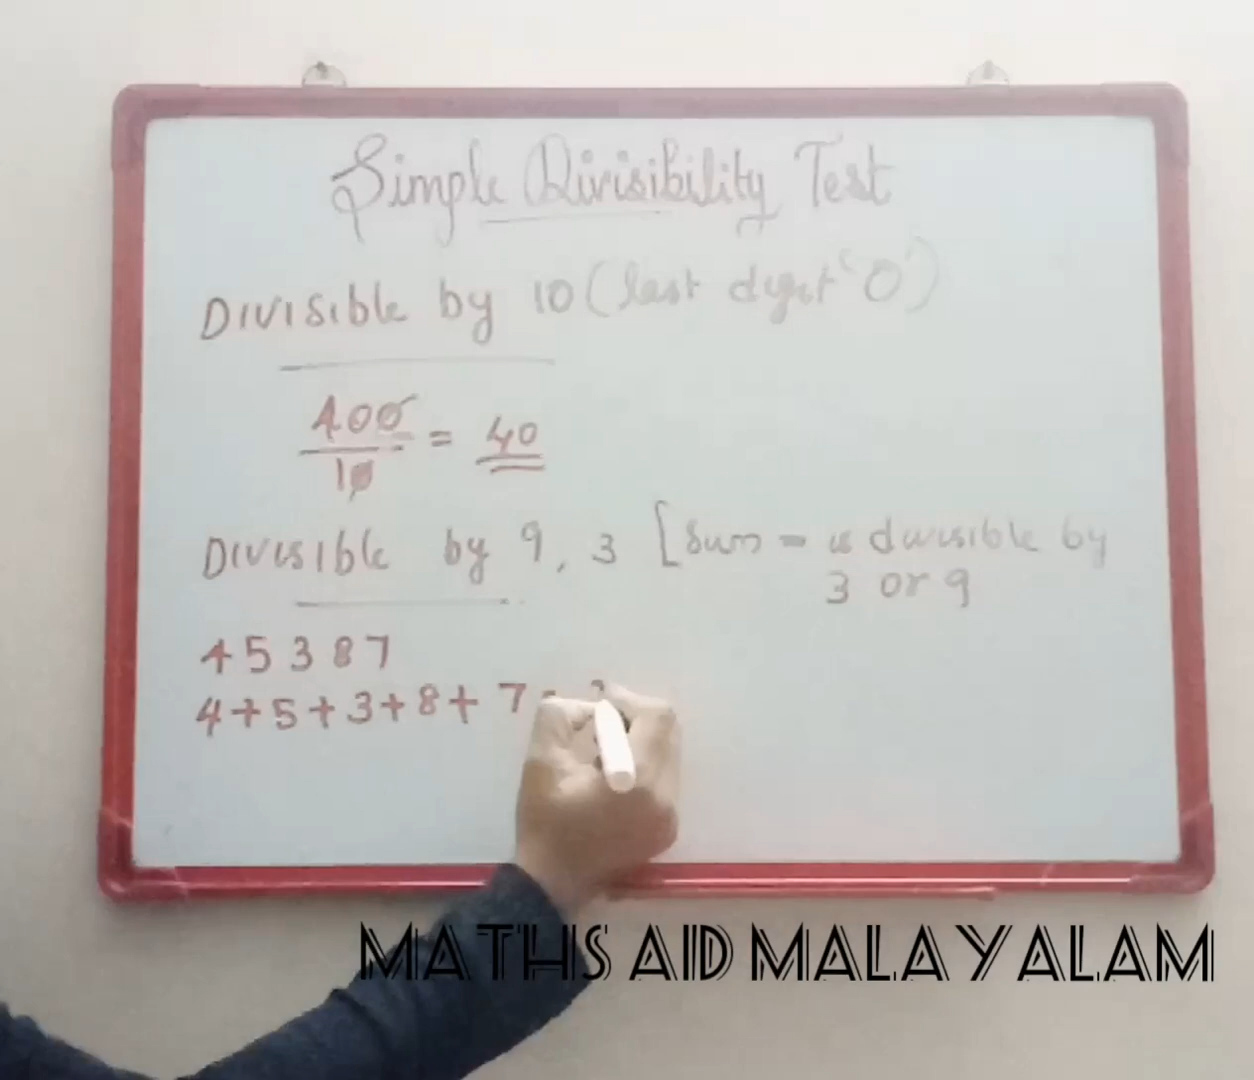 Simple Divisibility Test
Divisible by 10 (last digit '0')
400/10 = 40
Divisible by 9, 3 [Sum = is divisible by
3 or 9
45387
4+5+3+8+7=
MATHS AID MALAYALAM